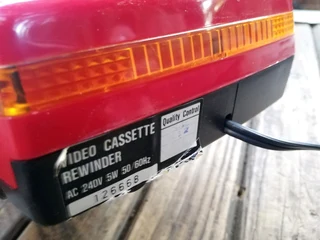 VIDEO CASSETTE
REWINDER
AC 240V 5W 50/60Hz
126668
Quality Control